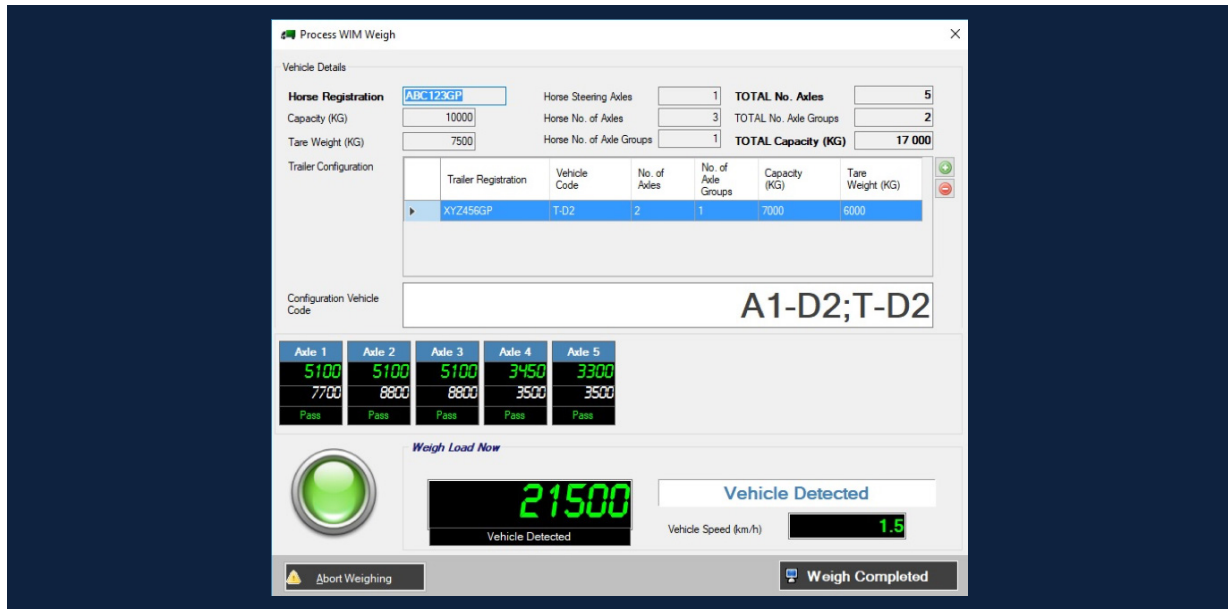 Process WIM Weigh
Vehicle Details
Horse Registration ABC123GP Horse Steering Axles 1 TOTAL No. Axles 5
Capacity (KG) 10000 Horse No. of Axles 3 TOTAL No. Axle Groups 2
Tare Weight (KG) 7500 Horse No. of Axle Groups 1 TOTAL Capacity (KG) 17 000
Trailer Configuration
Trailer Registration Vehicle Code No. of Axles No. of Axle Groups Capacity (KG) Tare Weight (KG)
XYZ456GP T-D2 2 1 7000 6000
Configuration Vehicle Code A1-D2;T-D2
Axle 1 Axle 2 Axle 3 Axle 4 Axle 5
5100 5100 5100 3450 3300
7700 8800 8800 3500 3500
Pass Pass Pass Pass Pass
Weigh Load Now
21500
Vehicle Detected
Vehicle Detected
Vehicle Speed (km/h) 1.5
Abort Weighing
Weigh Completed